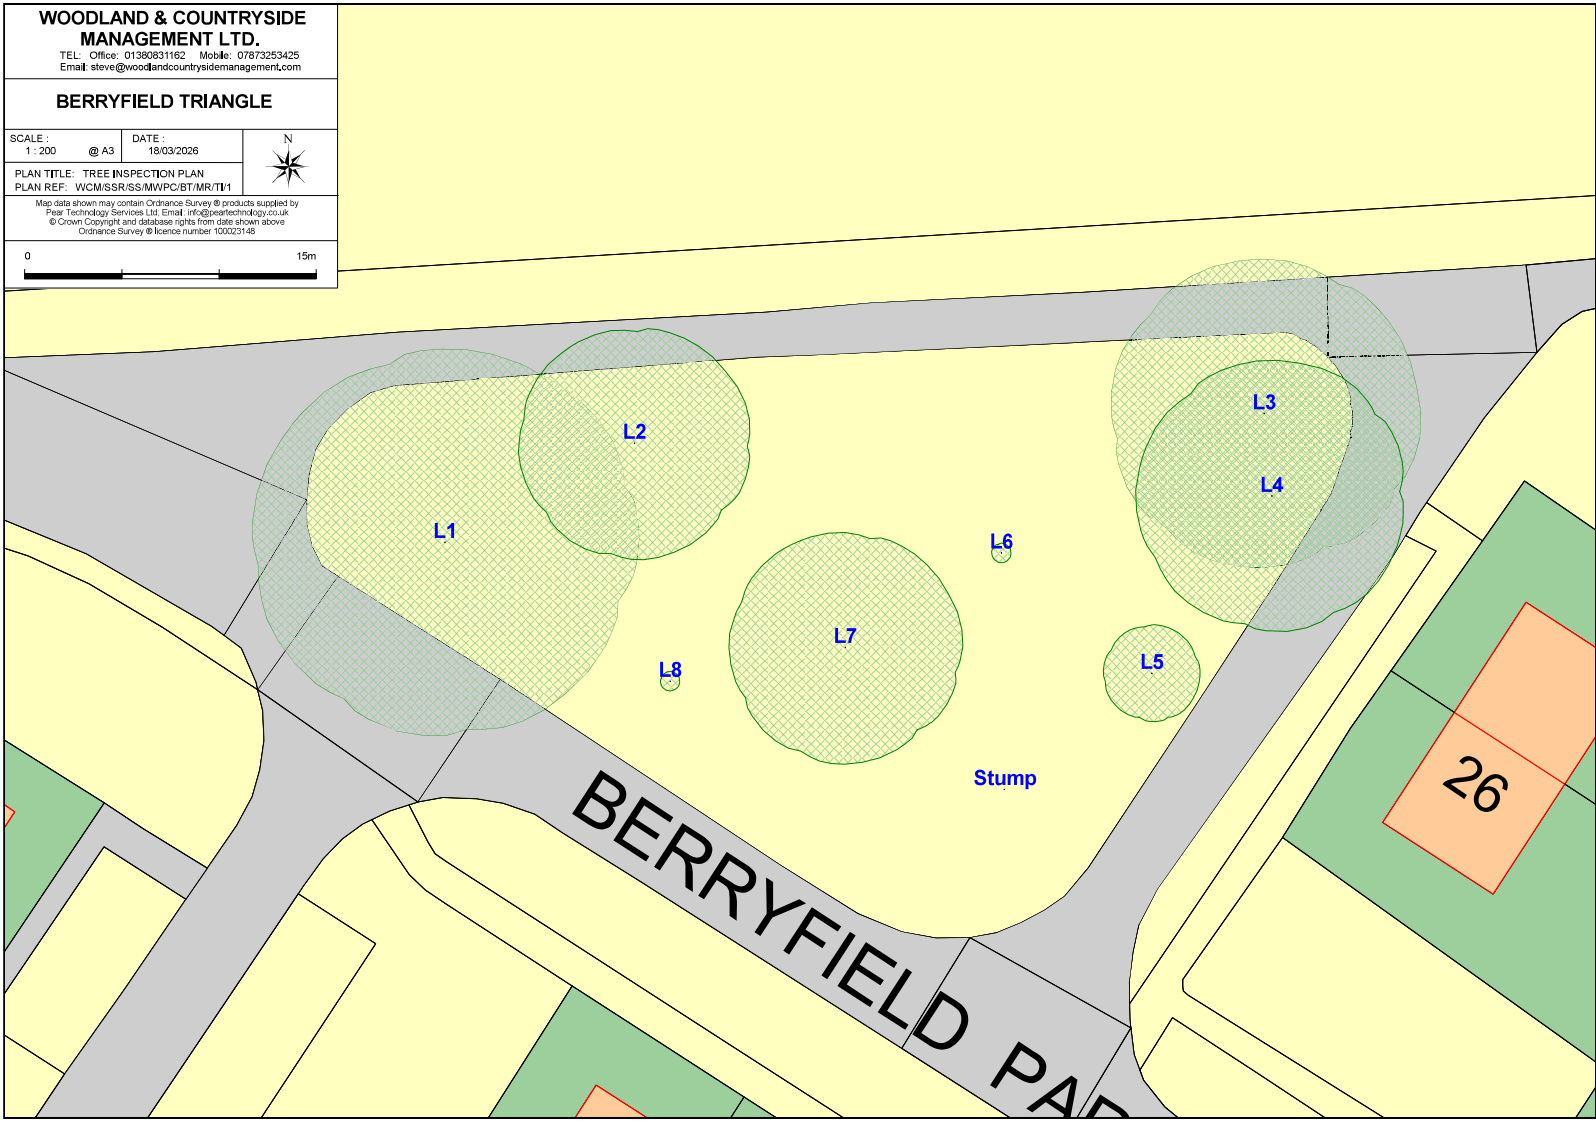 WOODLAND & COUNTRYSIDE
MANAGEMENT LTD.
TEL: Office: 01380831162 Mobile: 07873253425
Email: steve@woodlandcountrysidemanagement.com
BERRYFIELD TRIANGLE
SCALE :
1 : 200 @ A3
DATE :
18/03/2026
N
PLAN TITLE: TREE INSPECTION PLAN
PLAN REF: WCM/SSR/SS/MWPC/BT/MR/TI/1
Map data shown may contain Ordnance Survey ® products supplied by
Pear Technology Services Ltd; Email: info@peartechnology.co.uk
© Crown Copyright and database rights from date shown above
Ordnance Survey ® licence number 100023148
0 15m
L3
L2
L4
L1
L6
L7
L5
L8
Stump
26
BERRYFIELD PAR